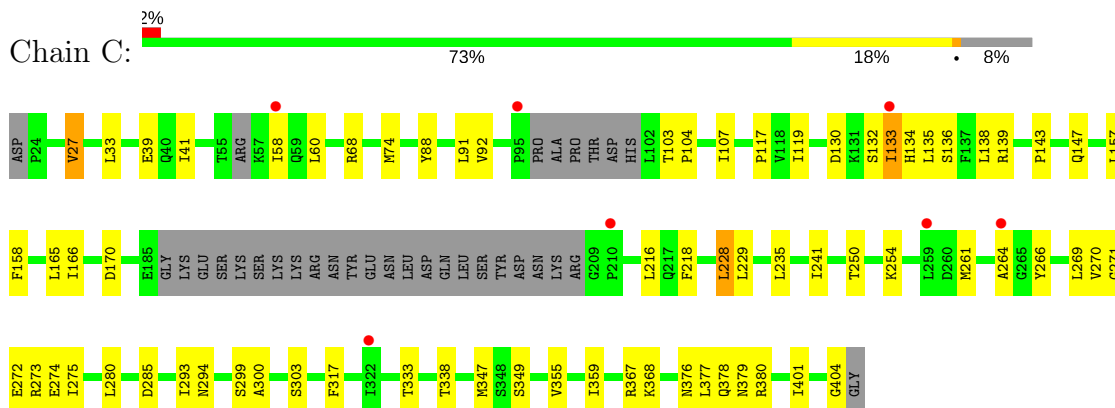 2%
Chain C:
73% 18% • 8%
ASP P24 V27 L33 E39 Q40 I41 T55 ARG K57 I58 Q59 L60 R68 M74 Y88 L91 V92 P95 PRO ALA PRO THR ASP HIS L102 T103 P104 I107 P117 V118 I119 D130 K131 S132 I133 H134 L135 S136 F137 L138 R139 P143 Q147 L157
F158 L165 I166 D170 E185 GLY LYS GLU SER LYS SER LYS LYS ARG ASN TYR GLU ASN LEU ASP GLN LEU SER TYR ASP ASN LYS ARG G209 P210 L216 Q217 F218 L228 L229 L235 I241 T250 K254 L259 D260 M261 A264 G265 Y266 L269 V270 G271
E272 R273 E274 I275 L280 D285 I293 N294 S299 A300 S303 F317 I322 T333 T338 M347 S348 S349 V355 I359 R367 K368 N376 L377 Q378 N379 R380 I401 G404 GLY